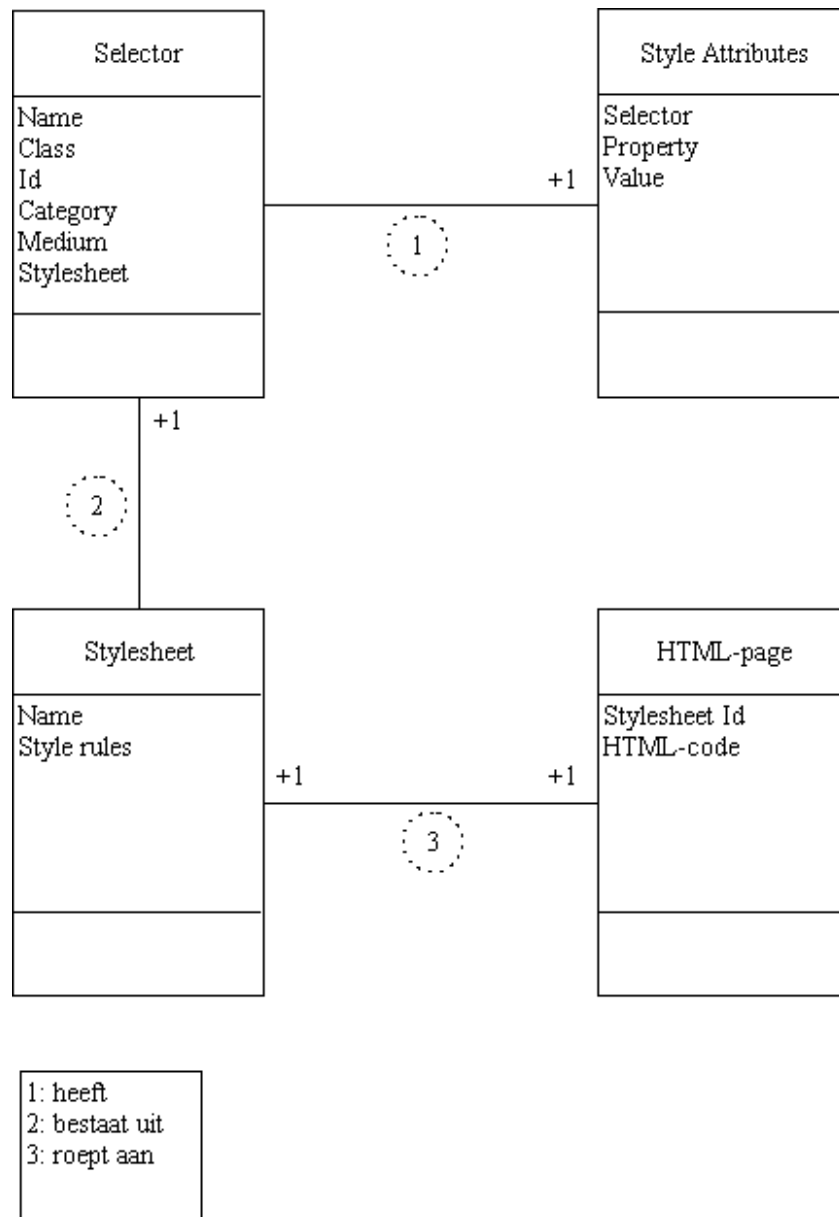 Selector
Name
Class
Id
Category
Medium
Stylesheet
Style Attributes
Selector
Property
Value
+1
1
+1
2
Stylesheet
Name
Style rules
HTML-page
Stylesheet Id
HTML-code
+1
+1
3
1: heeft
2: bestaat uit
3: roept aan